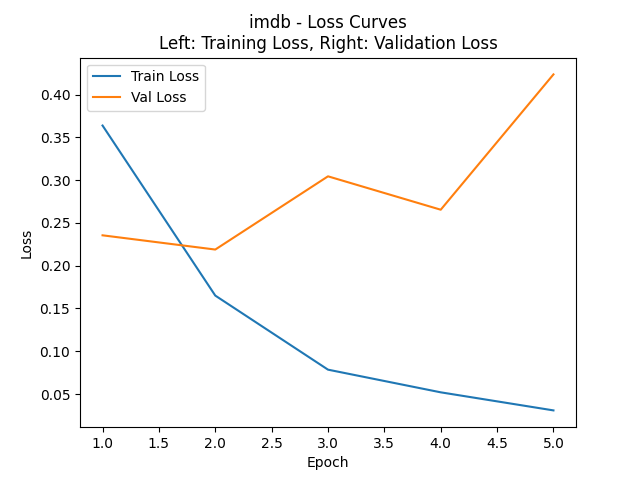 imdb - Loss Curves
Left: Training Loss, Right: Validation Loss
Train Loss
Val Loss
0.40
0.35
0.30
0.25
0.20
0.15
0.10
0.05
Loss
1.0 1.5 2.0 2.5 3.0 3.5 4.0 4.5 5.0
Epoch